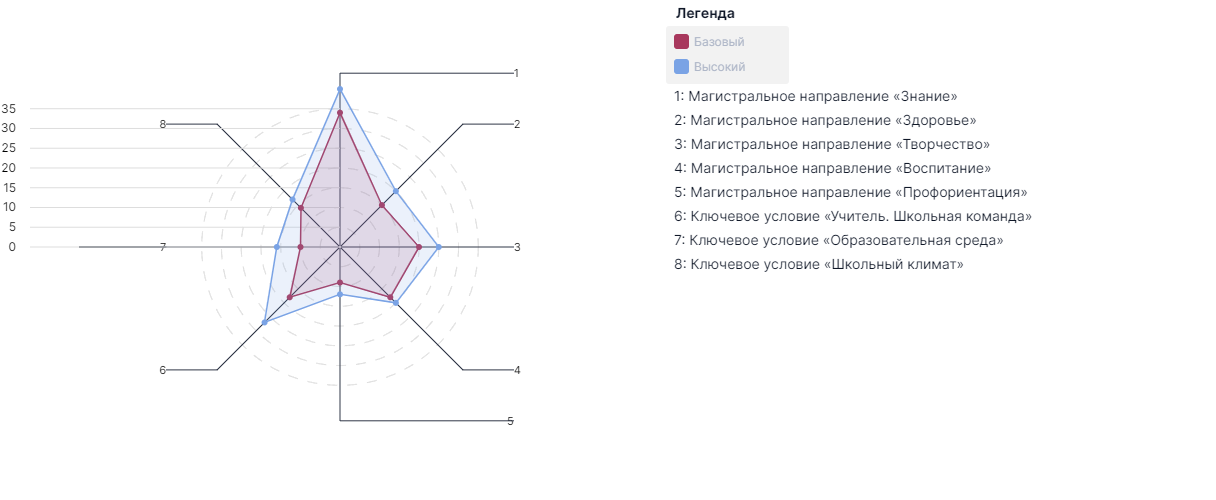 Легенда
Базовый
Высокий
1: Магистральное направление «Знание»
2: Магистральное направление «Здоровье»
3: Магистральное направление «Творчество»
4: Магистральное направление «Воспитание»
5: Магистральное направление «Профориентация»
6: Ключевое условие «Учитель. Школьная команда»
7: Ключевое условие «Образовательная среда»
8: Ключевое условие «Школьный климат»
1
2
3
4
5
6
7
8
35
30
25
20
15
10
5
0